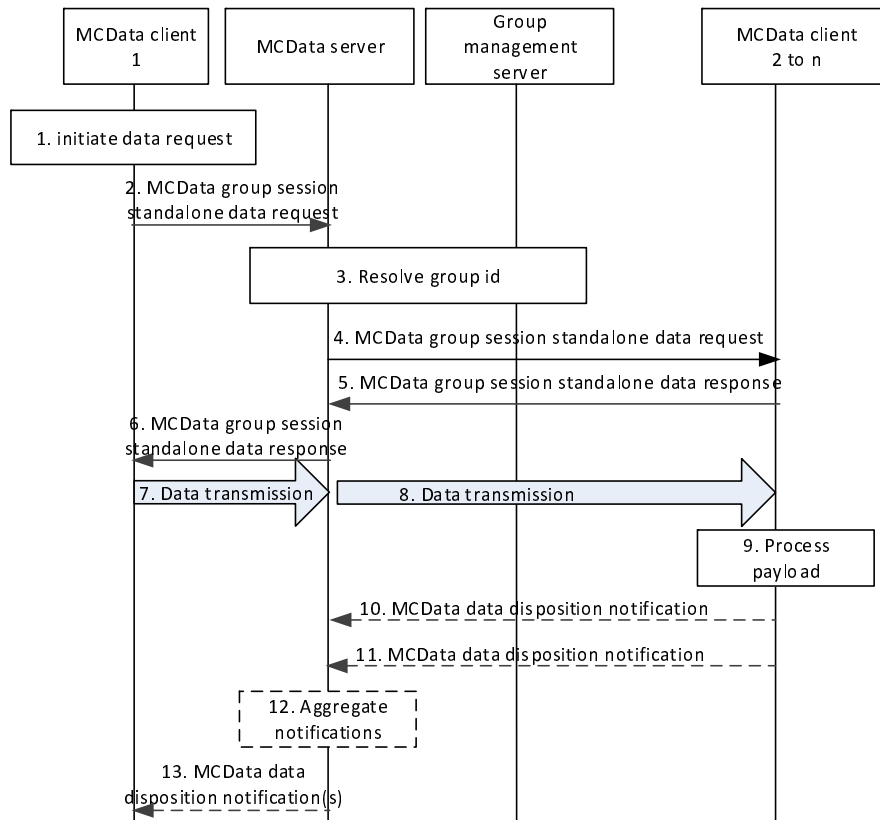 MCData client
1
MCData server
Group
management
server
MCData client
2 to n
1. initiate data request
2. MCData group session
standalone data request
3. Resolve group id
4. MCData group session standalone data request
5. MCData group session standalone data response
6. MCData group session
standalone data response
7. Data transmission
8. Data transmission
9. Process
payload
10. MCData data disposition notification
11. MCData data disposition notification
12. Aggregate
notifications
13. MCData data
disposition notification(s)